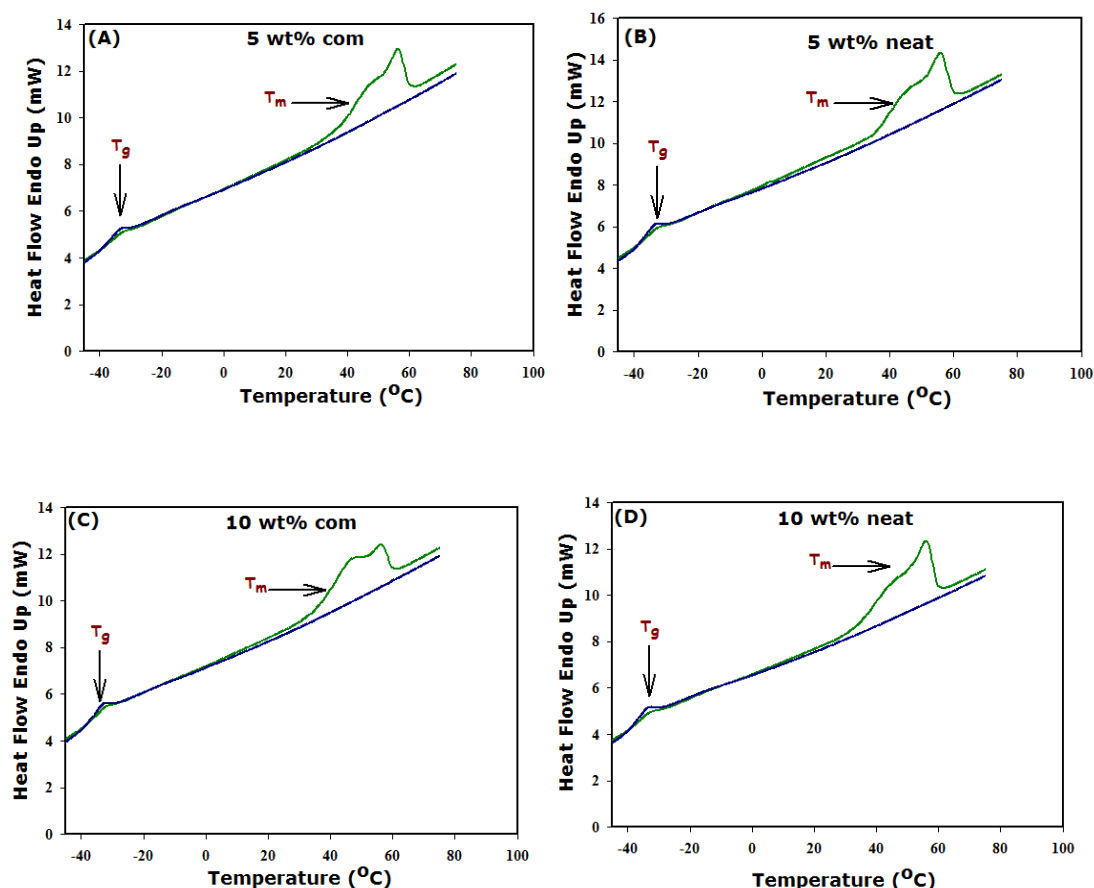 (A)
5 wt% com
Heat Flow Endo Up (mW)
14
12
10
8
6
4
2
0
Tg
Tm
-40 -20 0 20 40 60 80 100
Temperature (OC)
(B)
5 wt% neat
Heat Flow Endo Up (mW)
16
14
12
10
8
6
4
2
0
Tg
Tm
-40 -20 0 20 40 60 80 100
Temperature (OC)
(C)
10 wt% com
Heat Flow Endo Up (mW)
14
12
10
8
6
4
2
0
Tg
Tm
-40 -20 0 20 40 60 80 100
Temperature (OC)
(D)
10 wt% neat
Heat Flow Endo Up (mW)
14
12
10
8
6
4
2
0
Tg
Tm
-40 -20 0 20 40 60 80 100
Temperature (OC)